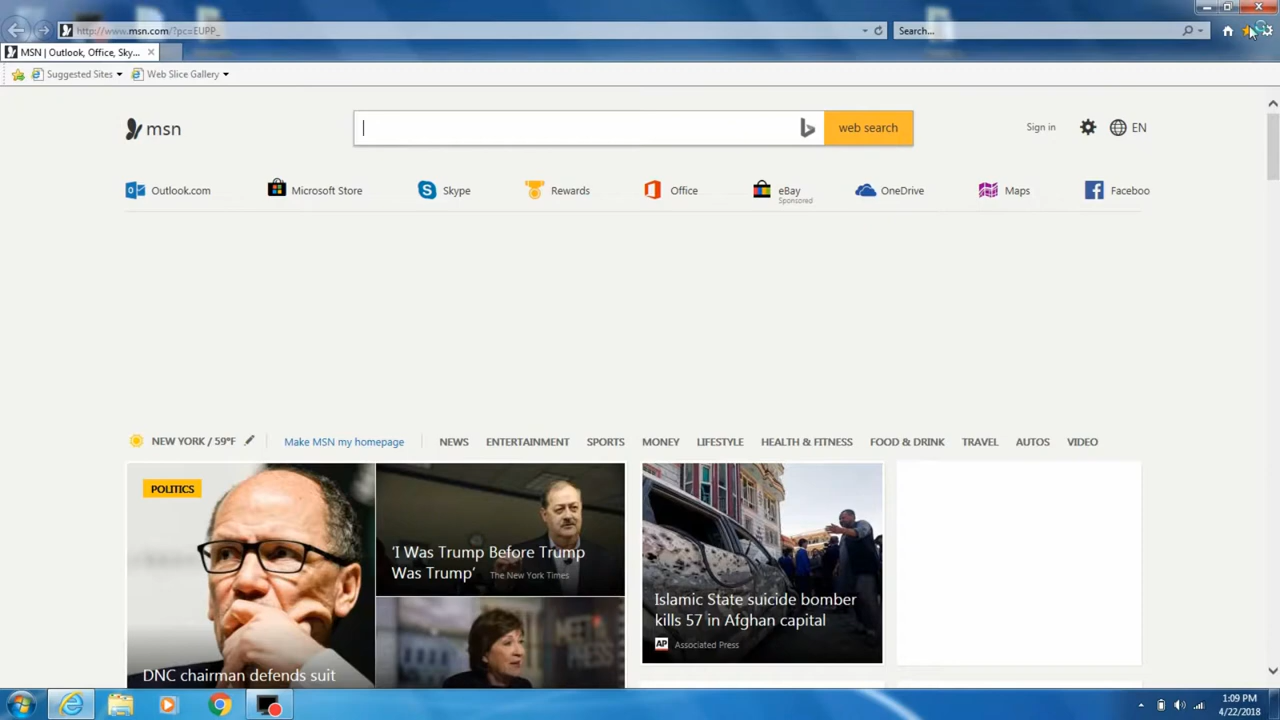 http://www.msn.com/?pc=EUPP_
Search...
MSN | Outlook, Office, Sky...
Suggested Sites
Web Slice Gallery
msn
web search
Sign in
EN
Outlook.com
Microsoft Store
Skype
Rewards
Office
eBay
Sponsored
OneDrive
Maps
Faceboo
NEW YORK / 59°F
Make MSN my homepage
NEWS
ENTERTAINMENT
SPORTS
MONEY
LIFESTYLE
HEALTH & FITNESS
FOOD & DRINK
TRAVEL
AUTOS
VIDEO
POLITICS
DNC chairman defends suit
‘I Was Trump Before Trump
Was Trump’ The New York Times
Islamic State suicide bomber
kills 57 in Afghan capital
AP Associated Press
1:09 PM
4/22/2018